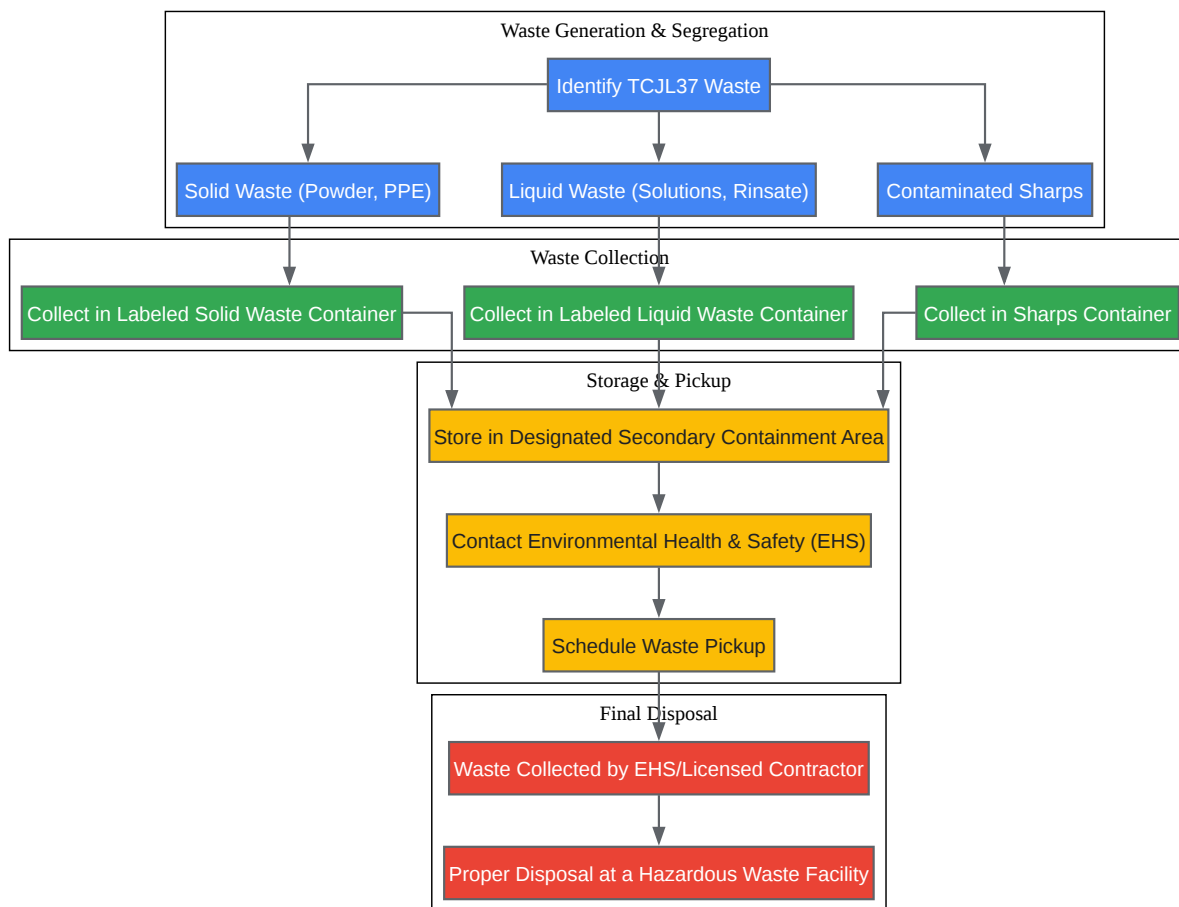 Waste Generation & Segregation
Identify TCJL37 Waste
Solid Waste (Powder, PPE)
Liquid Waste (Solutions, Rinsate)
Contaminated Sharps
Waste Collection
Collect in Labeled Solid Waste Container
Collect in Labeled Liquid Waste Container
Collect in Sharps Container
Storage & Pickup
Store in Designated Secondary Containment Area
Contact Environmental Health & Safety (EHS)
Schedule Waste Pickup
Final Disposal
Waste Collected by EHS/Licensed Contractor
Proper Disposal at a Hazardous Waste Facility